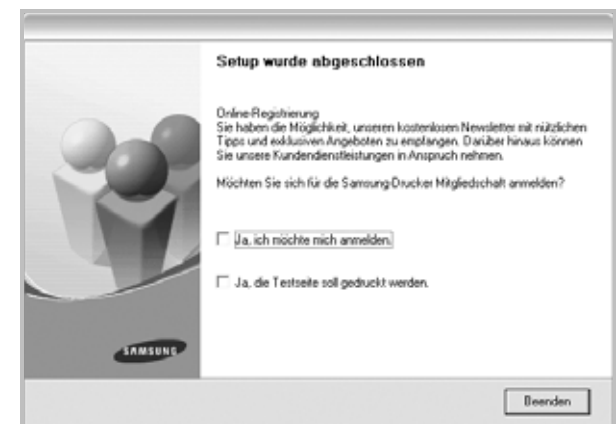 Setup wurde abgeschlossen
Online-Registrierung
Sie haben die Möglichkeit, unseren kostenlosen Newsletter mit nützlichen
Tipps und exklusiven Angeboten zu empfangen. Darüber hinaus können
Sie unsere Kundendienstleistungen in Anspruch nehmen.
Möchten Sie sich für die Samsung-Drucker Mitgliedschaft anmelden?
Ja, ich möchte mich anmelden.
Ja, die Testseite soll gedruckt werden.
SAMSUNG
Beenden